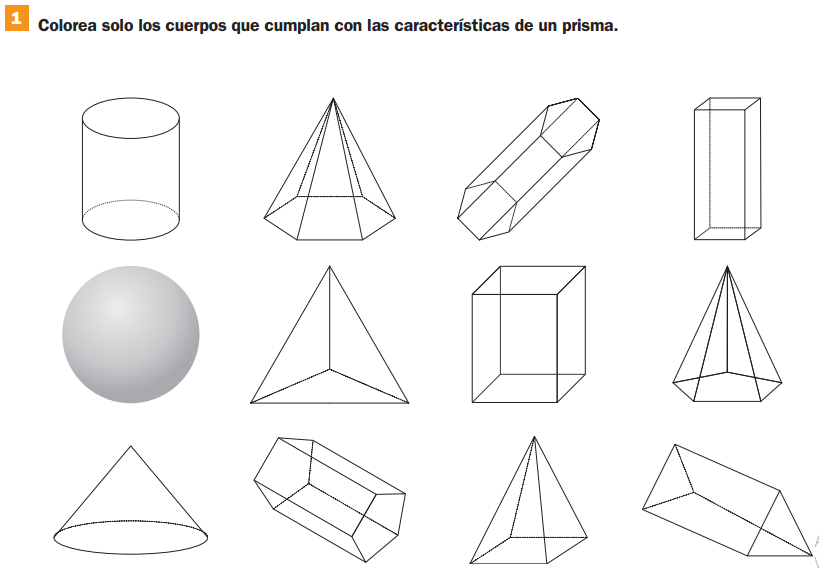 1 Colorea solo los cuerpos que cumplan con las características de un prisma.